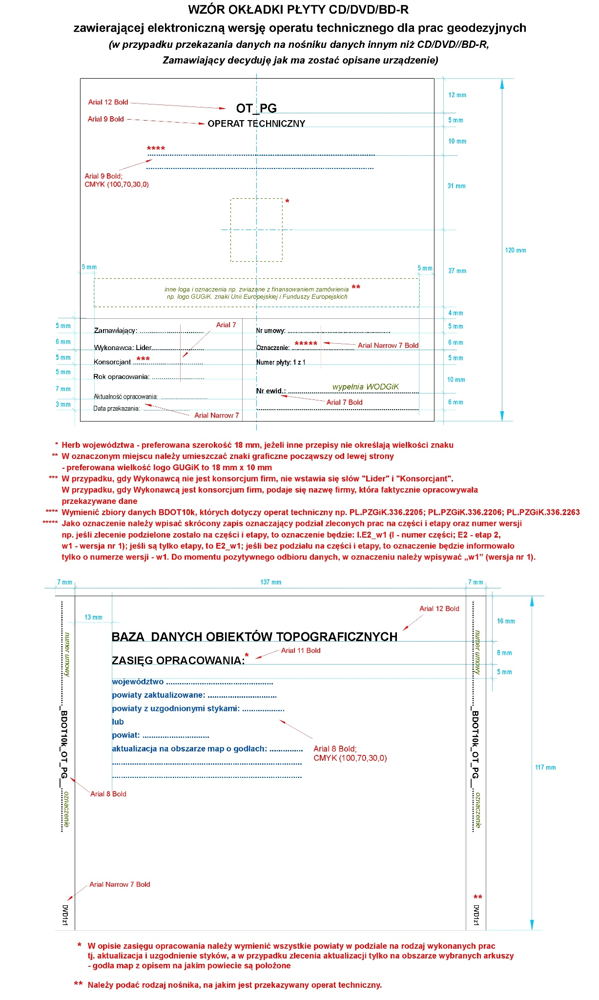 WZÓR OKŁADKI PŁYTY CD/DVD/BD-R
zawierającej elektroniczną wersję operatu technicznego dla prac geodezyjnych
(w przypadku przekazania danych na nośniku danych innym niż CD/DVD//BD-R,
Zamawiający decyduję jak ma zostać opisane urządzenie)
12 mm
Arial 12 Bold
OT_PG
Arial 9 Bold
OPERAT TECHNICZNY
5 mm
10 mm
****
Arial 9 Bold;
CMYK (100,70,30,0)
31 mm
*
120 mm
5 mm
5 mm
27 mm
inne loga i oznaczenia np. zwiazane z finansowaniem zamówienia **
np. logo GUGiK. znaki Unii Europejskiej i Funduszy Europejskich
4 mm
5 mm
Zamawiający: ..............................
Arial 7
Nr umowy: ..............................
5 mm
6 mm
Wykonawca: Lider..............................
Oznaczenie: ***** ..............................
Arial Narrow 7 Bold
6 mm
5 mm
Konsorcjant *** ..............................
Numer płyty: 1 z 1
5 mm
5 mm
Rok opracowania: ..............................
10 mm
7 mm
Aktualność opracowania: ..............................
wypełnia WODGiK
Nr ewid.: ..............................
3 mm
Data przekazania: ..............................
Arial 7 Bold
6 mm
Arial Narrow 7
* Herb województwa - preferowana szerokość 18 mm, jeżeli inne przepisy nie określają wielkości znaku
** W oznaczonym miejscu należy umieszczać znaki graficzne począwszy od lewej strony
- preferowana wielkość logo GUGiK to 18 mm x 10 mm
*** W przypadku, gdy Wykonawcą nie jest konsorcjum firm, nie wstawia się słów "Lider" i "Konsorcjant".
W przypadku, gdy Wykonawcą jest konsorcjum firm, podaje się nazwę firmy, która faktycznie opracowywała
przekazywane dane
**** Wymienić zbiory danych BDOT10k, których dotyczy operat techniczny np. PL.PZGiK.336.2205; PL.PZGiK.336.2206; PL.PZGiK.336.2263
***** Jako oznaczenie należy wpisać skrócony zapis oznaczający podział zleconych prac na części i etapy oraz numer wersji
np. jeśli zlecenie podzielone zostało na części i etapy, to oznaczenie będzie: I.E2_w1 (I - numer części; E2 - etap 2,
w1 - wersja nr 1); jeśli są tylko etapy, to E2_w1; jeśli bez podziału na części i etapy, to oznaczenie będzie informowało
tylko o numerze wersji - w1. Do momentu pozytywnego odbioru danych, w oznaczeniu należy wpisywać „w1” (wersja nr 1).
7 mm
137 mm
7 mm
numer umowy
_BDOT10k_OT_PG_
oznaczenie
DVD1z1
13 mm
Arial 12 Bold
BAZA DANYCH OBIEKTÓW TOPOGRAFICZNYCH
Arial 11 Bold
ZASIĘG OPRACOWANIA:*
województwo ..............................
powiaty zaktualizowane: ..............................
powiaty z uzgodnionymi stykami: ...................
lub
powiat: ..............................
aktualizacja na obszarze map o godłach: ...............
Arial 8 Bold;
CMYK (100,70,30,0)
Arial 8 Bold
Arial Narrow 7 Bold
numer umowy
_BDOT10k_OT_PG_
oznaczenie
**
DVD1z1
16 mm
8 mm
5 mm
117 mm
* W opisie zasięgu opracowania należy wymienić wszystkie powiaty w podziale na rodzaj wykonanych prac
tj. aktualizacja i uzgodnienie styków, a w przypadku zlecenia aktualizacji tylko na obszarze wybranych arkuszy
- godła map z opisem na jakim powiecie są położone
** Należy podać rodzaj nośnika, na jakim jest przekazywany operat techniczny.